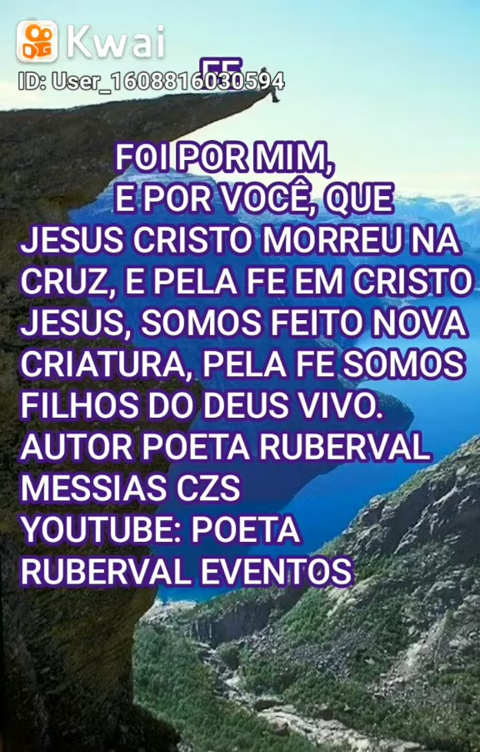 Kwai
ID: User_1608816030594
FE
FOI POR MIM,
E POR VOCÊ, QUE
JESUS CRISTO MORREU NA
CRUZ, E PELA FE EM CRISTO
JESUS, SOMOS FEITO NOVA
CRIATURA, PELA FE SOMOS
FILHOS DO DEUS VIVO.
AUTOR POETA RUBERVAL
MESSIAS CZS
YOUTUBE: POETA
RUBERVAL EVENTOS